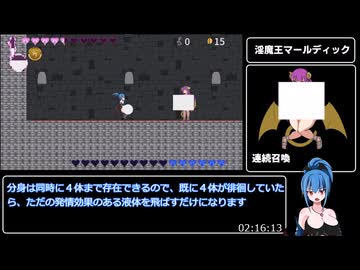 0
15
淫魔王マールディック
連続召喚
分身は同時に４体まで存在できるので、既に４体が徘徊していた
ら、ただの発情効果のある液体を飛ばすだけになります
02:16:13